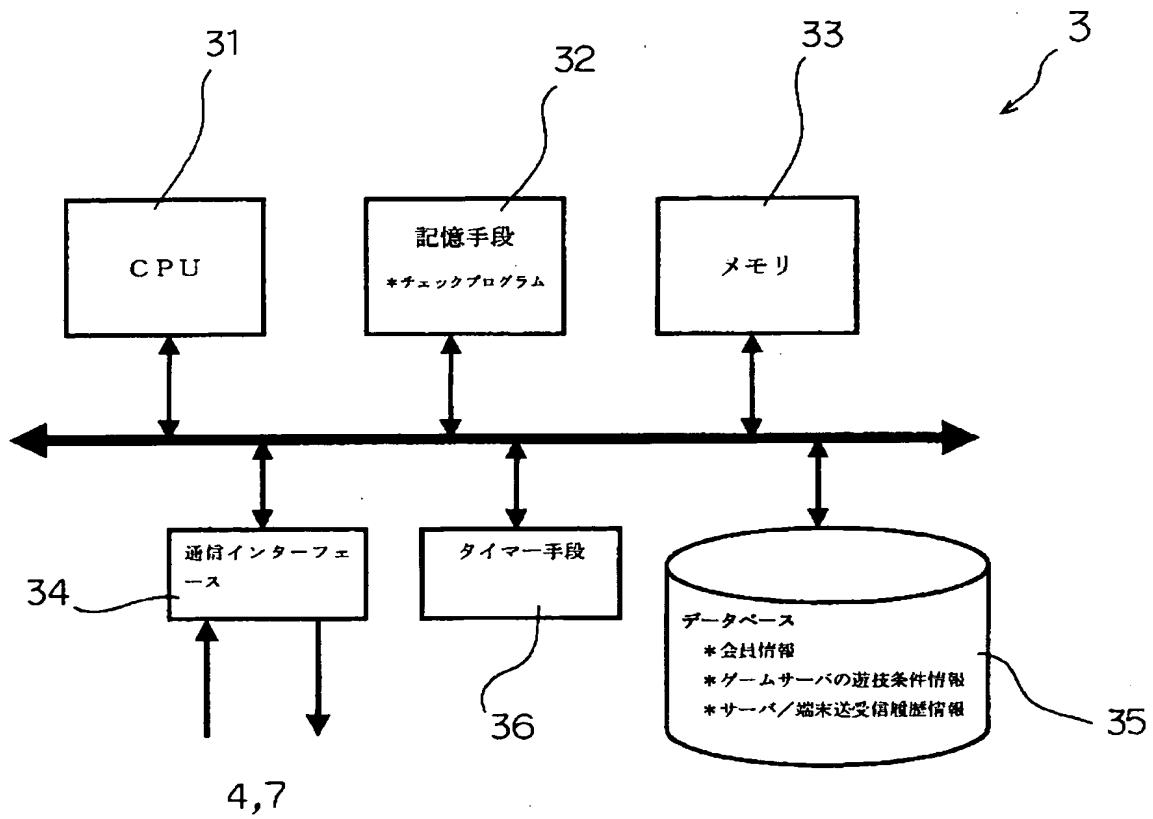 3
31
32
33
ＣＰＵ
記憶手段
＊チェックプログラム
メモリ
通信インターフェ
ース
タイマー手段
34
36
データベース
＊会員情報
＊ゲームサーバの遊技条件情報
＊サーバ／端末送受信履歴情報
35
4,7